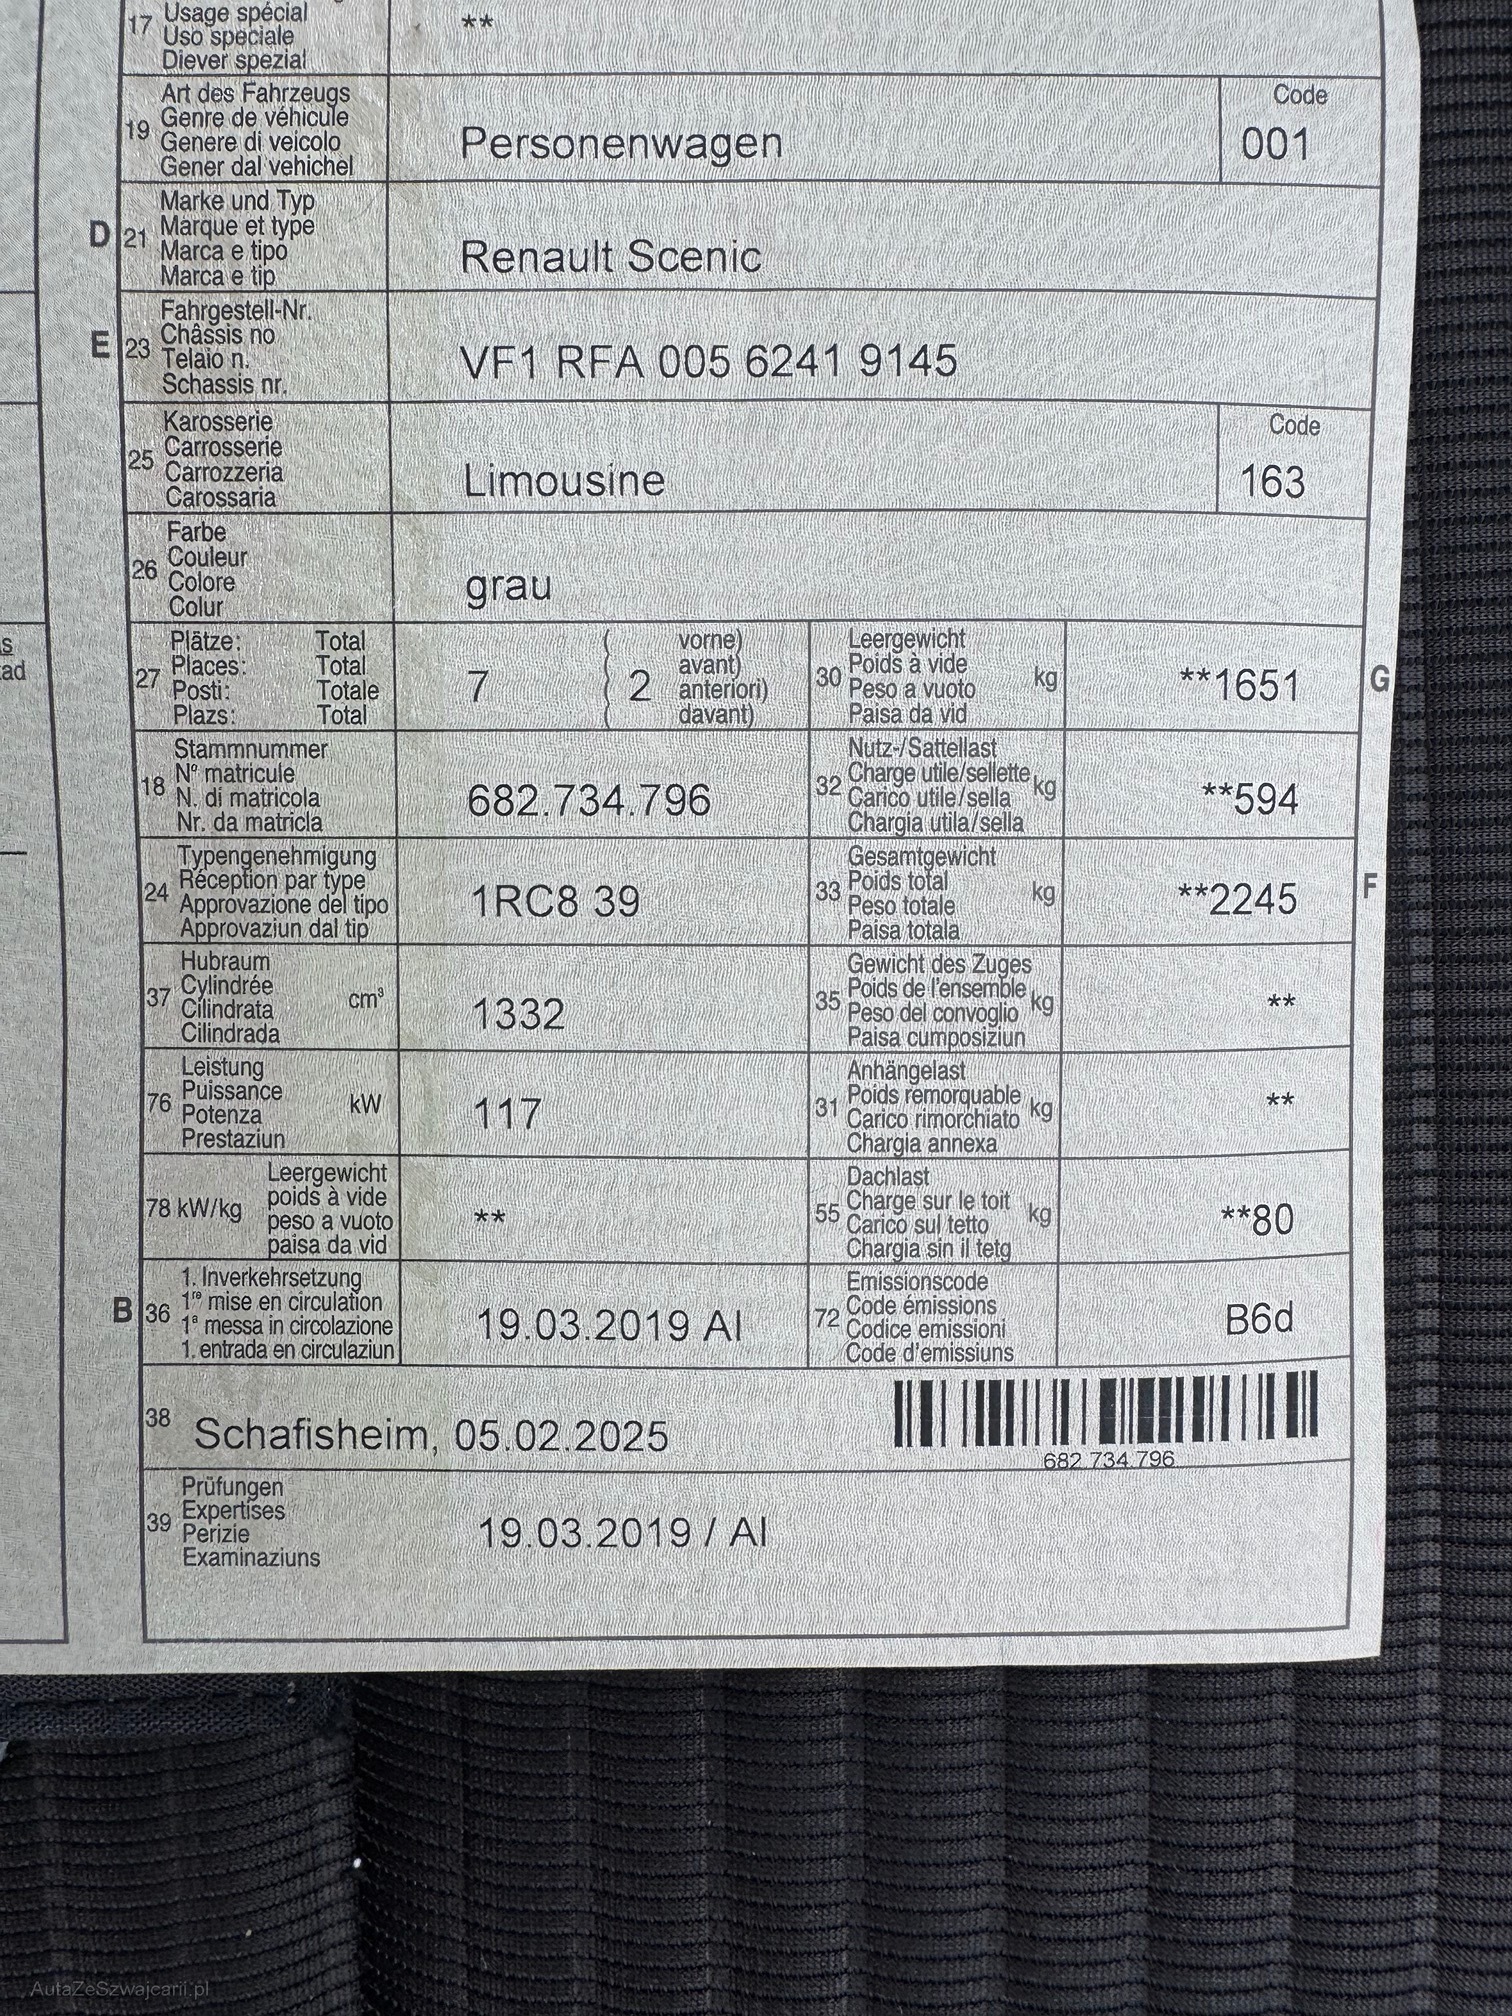 17 Usage spécial
Uso speciale
Diever spezial
**
19 Art des Fahrzeugs
Genre de véhicule
Genere di veicolo
Gener dal vehichel
Personenwagen
Code
001
D 21 Marke und Typ
Marque et type
Marca e tipo
Marca e tip
Renault Scenic
E 23 Fahrgestell-Nr.
Châssis no
Telaio n.
Schassis nr.
VF1 RFA 005 6241 9145
25 Karosserie
Carrosserie
Carrozzeria
Carossaria
Limousine
Code
163
26 Farbe
Couleur
Colore
Colur
grau
27 Plätze: Total
Places: Total
Posti: Totale
Plazs: Total
7
( vorne)
( avant)
( 2 anteriori)
( davant)
30 Leergewicht
Poids à vide
Peso a vuoto
Paisa da vid
kg
**1651
G
18 Stammnummer
Nº matricule
N. di matricola
Nr. da matricla
682.734.796
32 Nutz-/Sattellast
Charge utile/sellette
Carico utile/sella
Chargia utila/sella
kg
**594
24 Typengenehmigung
Réception par type
Approvazione del tipo
Approvaziun dal tip
1RC8 39
33 Gesamtgewicht
Poids total
Peso totale
Paisa totala
kg
**2245
F
37 Hubraum
Cylindrée
Cilindrata
Cilindrada
cm³
1332
35 Gewicht des Zuges
Poids de l'ensemble
Peso del convoglio
Paisa cumposiziun
kg
**
76 Leistung
Puissance
Potenza
Prestaziun
kW
117
31 Anhängelast
Poids remorquable
Carico rimorchiato
Chargia annexa
kg
**
78 kW/kg
Leergewicht
poids à vide
peso a vuoto
paisa da vid
**
55 Dachlast
Charge sur le toit
Carico sul tetto
Chargia sin il tetg
kg
**80
B 36 1. Inverkehrsetzung
1re mise en circulation
1ª messa in circolazione
1. entrada en circulaziun
19.03.2019 AI
72 Emissionscode
Code émissions
Codice emissioni
Code d'emissiuns
B6d
38 Schafisheim, 05.02.2025
682 734 796
39 Prüfungen
Expertises
Perizie
Examinaziuns
19.03.2019 / AI
s
ad
AutaZeSzwajcarii.pl